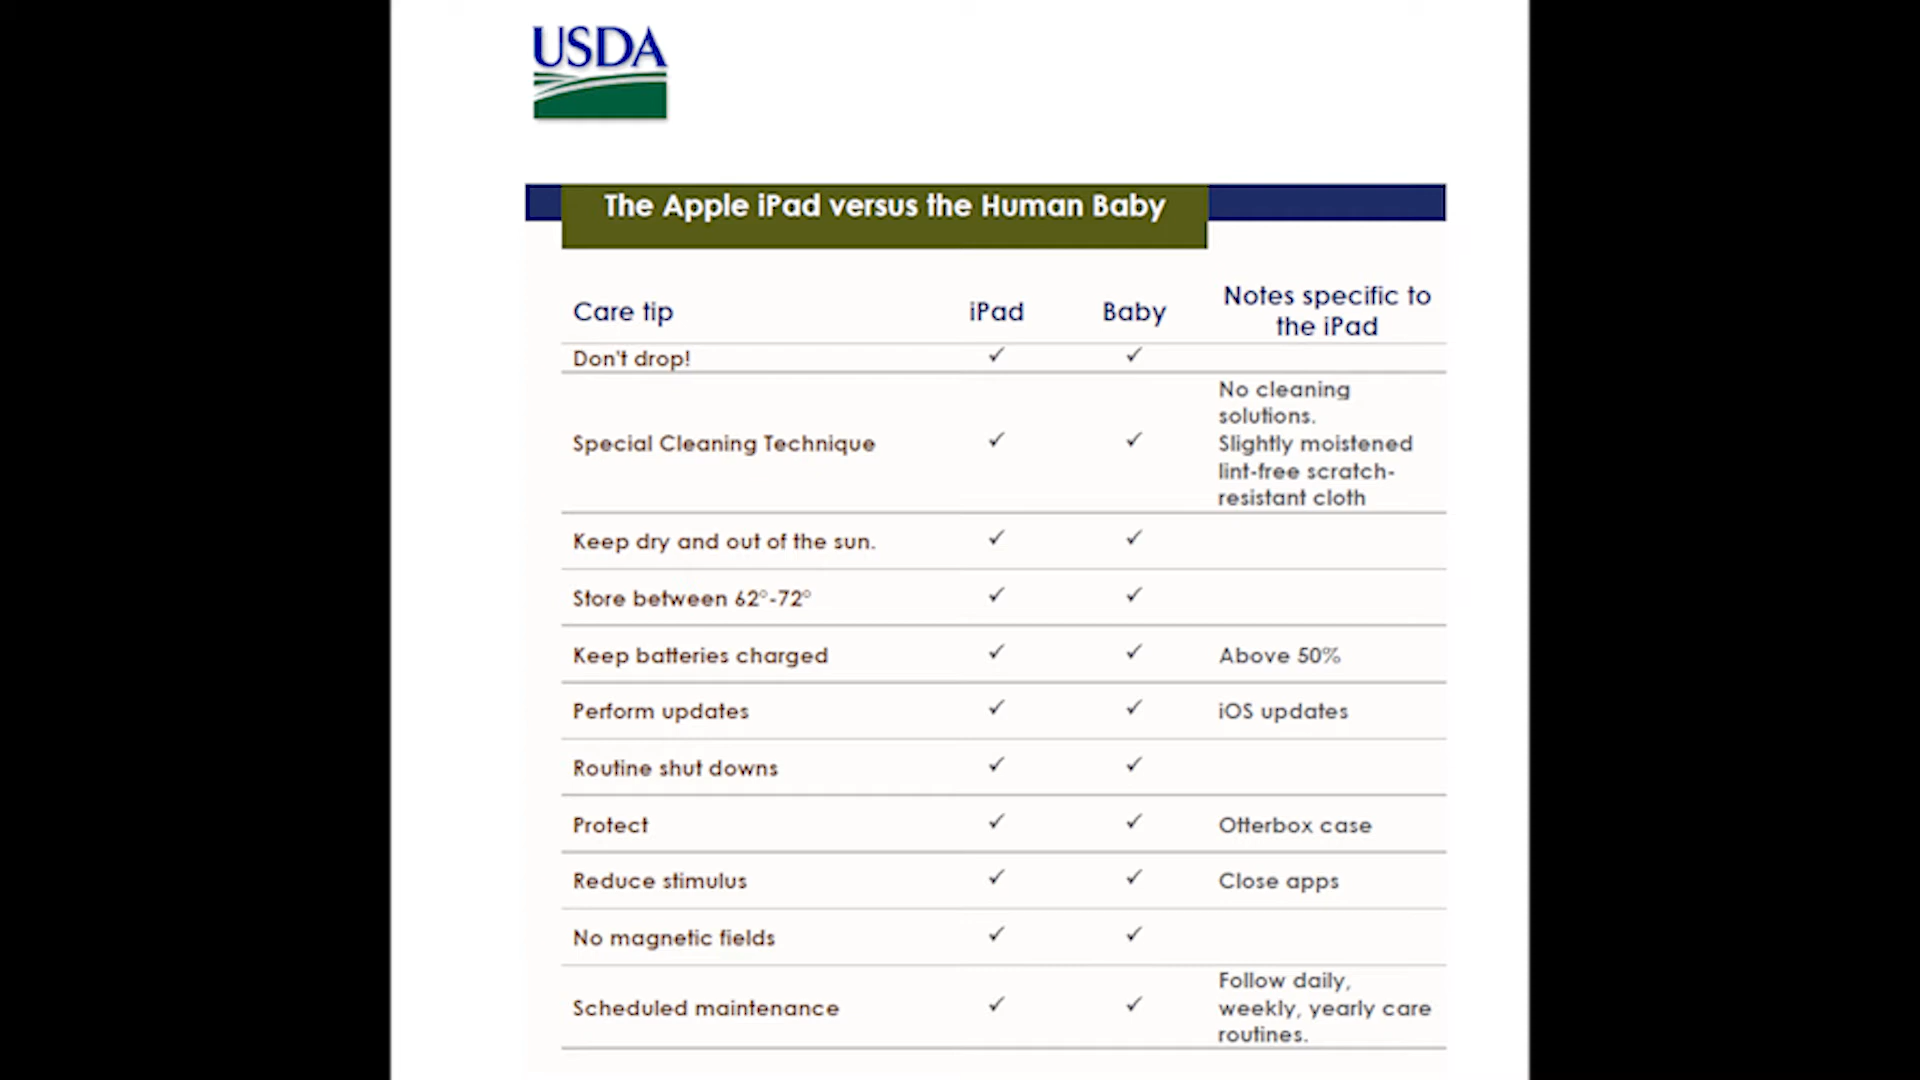 USDA
The Apple iPad versus the Human Baby
Care tip iPad Baby Notes specific to the iPad
Don't drop! ✓ ✓
Special Cleaning Technique ✓ ✓ No cleaning
solutions.
Slightly moistened
lint-free scratch-
resistant cloth
Keep dry and out of the sun. ✓ ✓
Store between 62°-72° ✓ ✓
Keep batteries charged ✓ ✓ Above 50%
Perform updates ✓ ✓ iOS updates
Routine shut downs ✓ ✓
Protect ✓ ✓ Otterbox case
Reduce stimulus ✓ ✓ Close apps
No magnetic fields ✓ ✓
Scheduled maintenance ✓ ✓ Follow daily,
weekly, yearly care
routines.